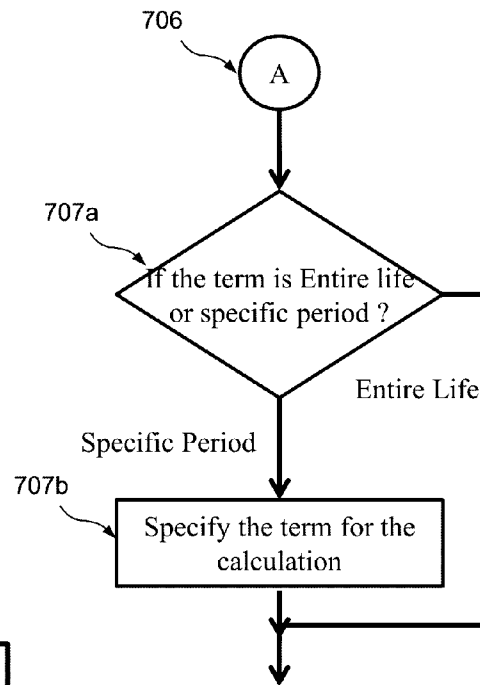 706
A
707a
If the term is Entire life
or specific period ?
Entire Life
Specific Period
707b
Specify the term for the
calculation